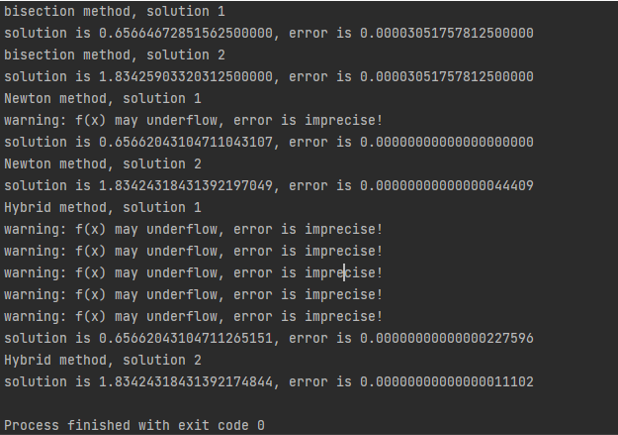 bisection method, solution 1
solution is 0.65664672851562500000, error is 0.00003051757812500000
bisection method, solution 2
solution is 1.83425903320312500000, error is 0.00003051757812500000
Newton method, solution 1
warning: f(x) may underflow, error is imprecise!
solution is 0.65662043104711043107, error is 0.00000000000000000000
Newton method, solution 2
solution is 1.83424318431392197049, error is 0.00000000000000044409
Hybrid method, solution 1
warning: f(x) may underflow, error is imprecise!
warning: f(x) may underflow, error is imprecise!
warning: f(x) may underflow, error is imprecise!
warning: f(x) may underflow, error is imprecise!
warning: f(x) may underflow, error is imprecise!
solution is 0.65662043104711265151, error is 0.00000000000000227596
Hybrid method, solution 2
solution is 1.83424318431392174844, error is 0.00000000000000011102
Process finished with exit code 0